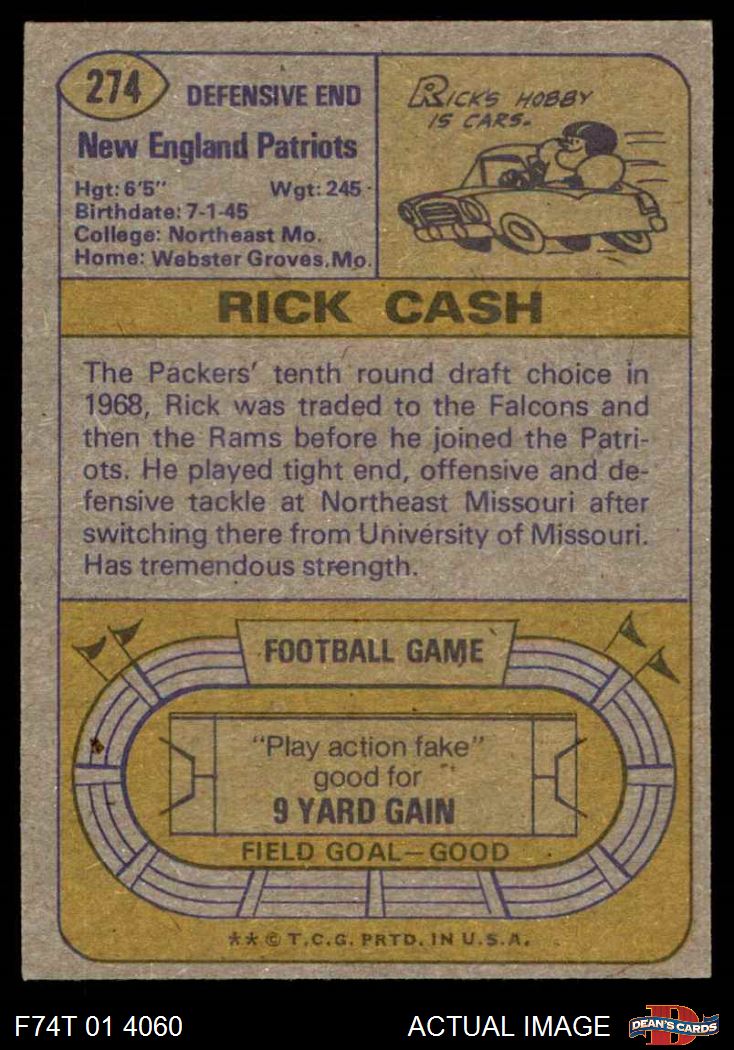 274
DEFENSIVE END
New England Patriots
Hgt: 6'5" Wgt: 245
Birthdate: 7-1-45
College: Northeast Mo.
Home: Webster Groves, Mo.
RICK'S HOBBY
IS CARS.
RICK CASH
The Packers' tenth round draft choice in
1968, Rick was traded to the Falcons and
then the Rams before he joined the Patri-
ots. He played tight end, offensive and de-
fensive tackle at Northeast Missouri after
switching there from University of Missouri.
Has tremendous strength.
FOOTBALL GAME
"Play action fake"
good for
9 YARD GAIN
FIELD GOAL—GOOD
** © T.C.G. PRTD. IN U.S.A.
F74T 01 4060
ACTUAL IMAGE
DEAN'S CARDS